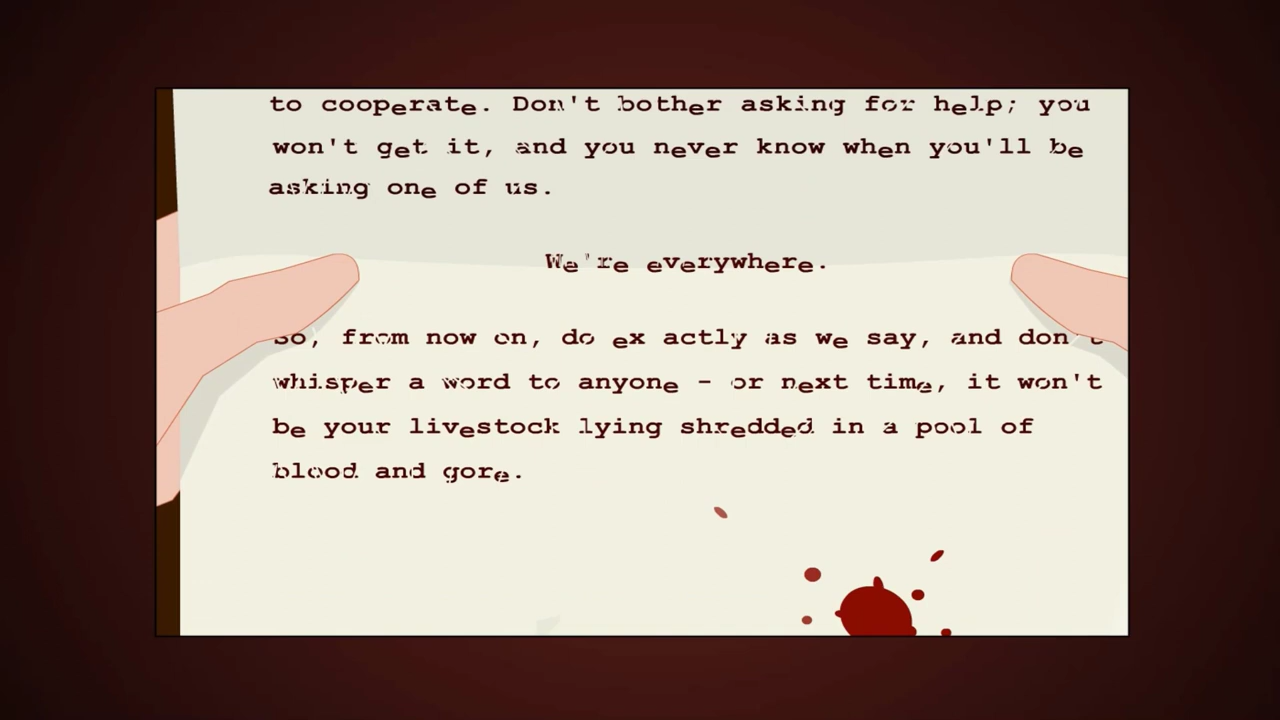 to cooperate. Don't bother asking for help; you
won't get it, and you never know when you'll be
asking one of us.
We're everywhere.
So, from now on, do ex actly as we say, and don't
whisper a word to anyone - or next time, it won't
be your livestock lying shredded in a pool of
blood and gore.